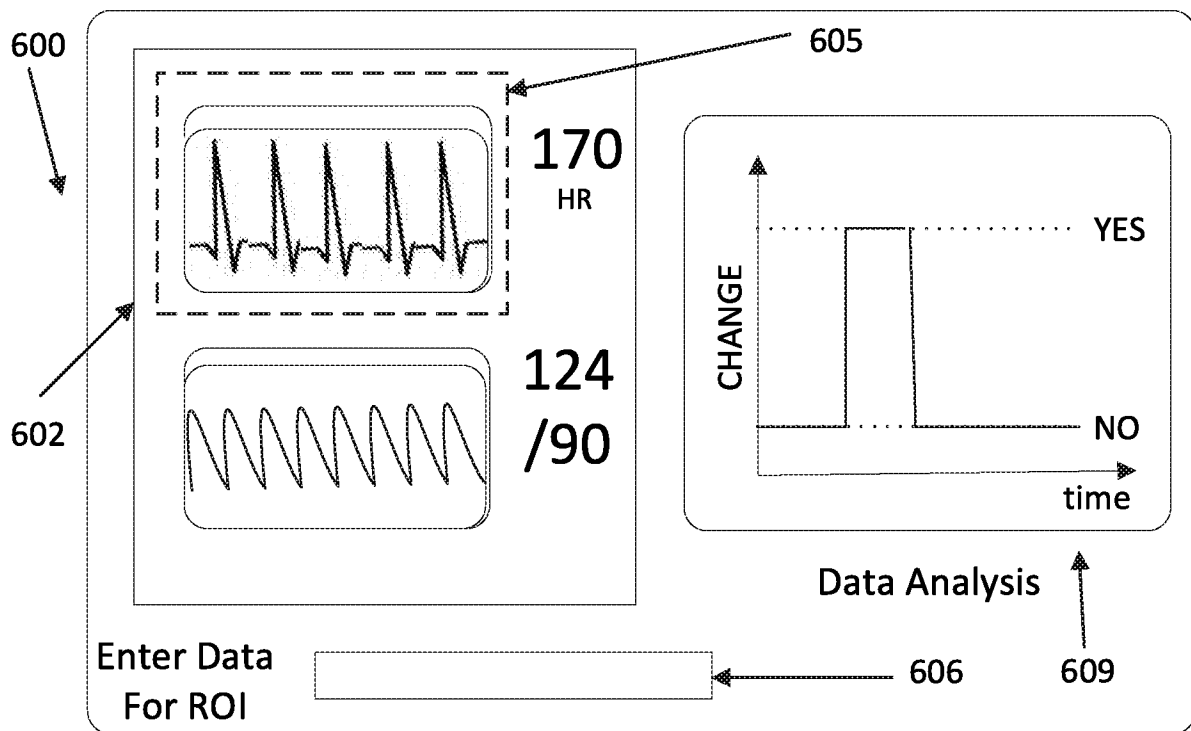 600
605
170
HR
YES
CHANGE
124
/90
602
NO
time
Data Analysis
Enter Data
For ROI
606
609